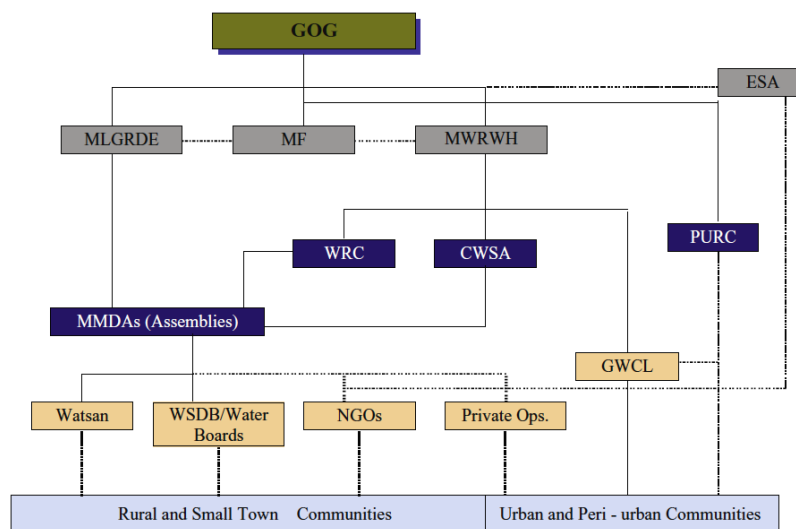 GOG
ESA
MLGRDE
MF
MWRWH
WRC
CWSA
PURC
MMDAs (Assemblies)
GWCL
Watsan
WSDB/Water
Boards
NGOs
Private Ops.
Rural and Small Town Communities
Urban and Peri - urban Communities